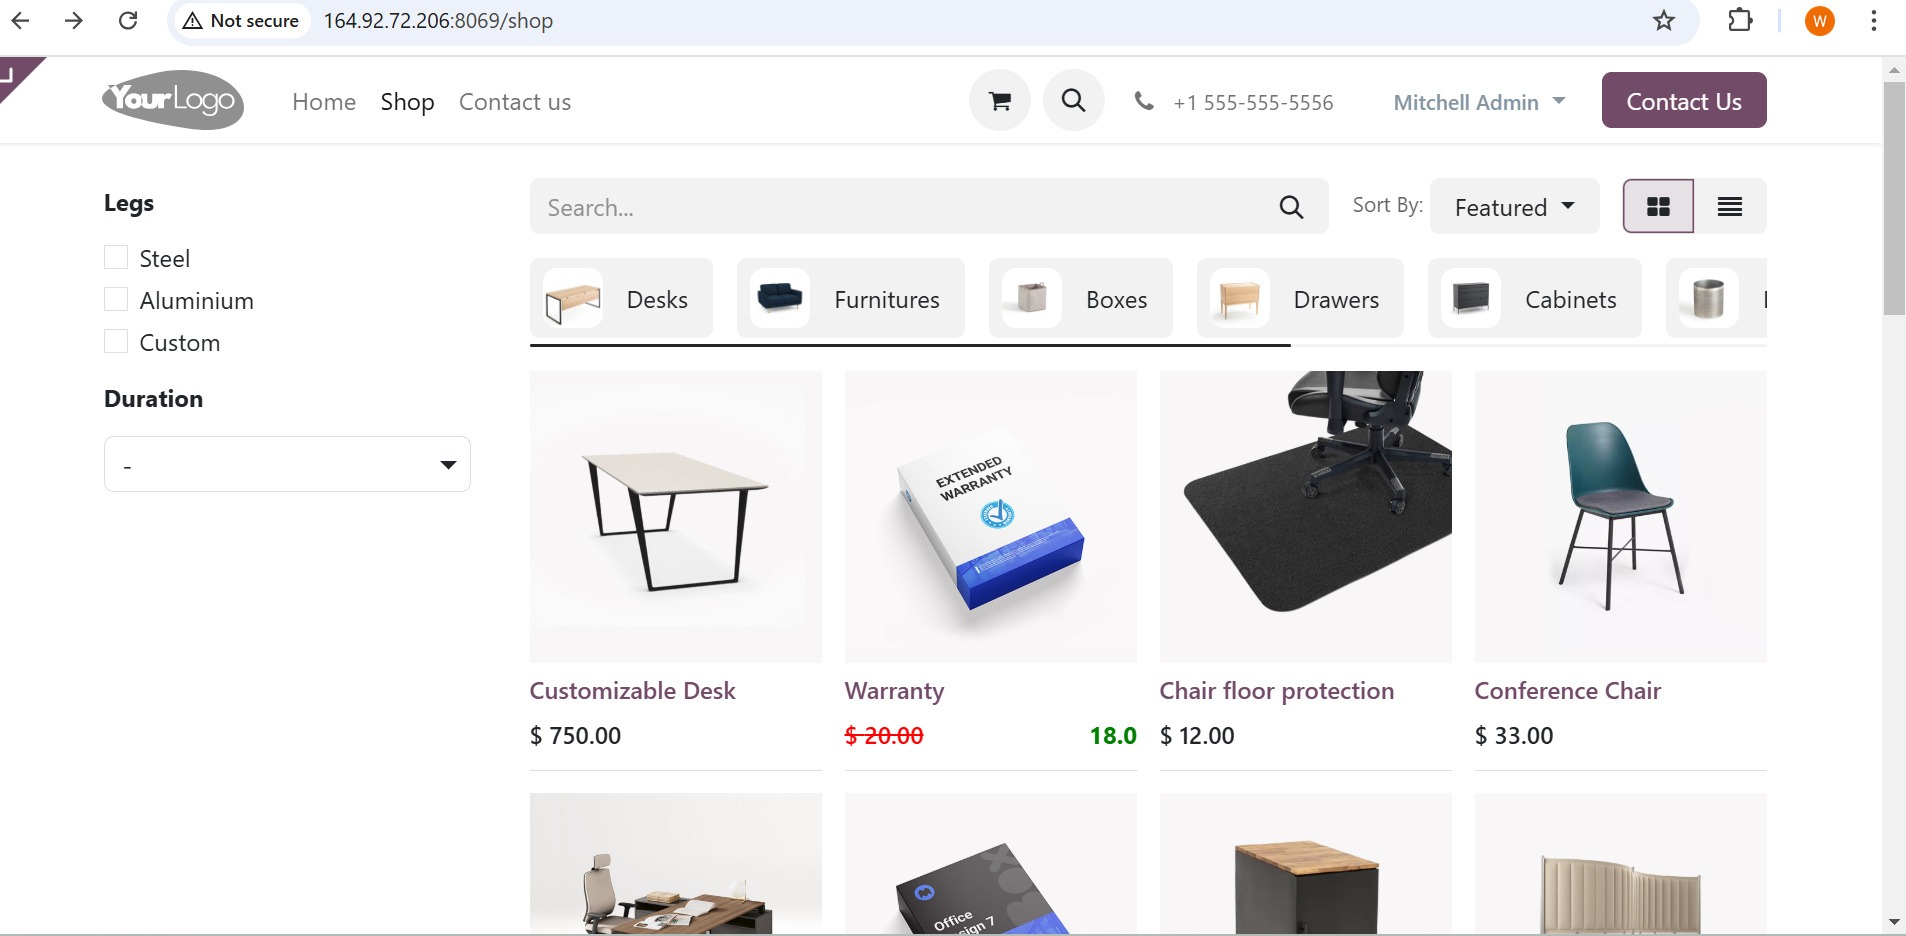 Not secure 164.92.72.206:8069/shop
W
YourLogo Home Shop Contact us +1 555-555-5556 Mitchell Admin Contact Us
Legs
Steel
Aluminium
Custom
Duration
-
Search... Sort By: Featured
Desks Furnitures Boxes Drawers Cabinets
EXTENDED
WARRANTY
Customizable Desk Warranty Chair floor protection Conference Chair
$ 750.00 $ 20.00 18.0 $ 12.00 $ 33.00
Office
sign 7